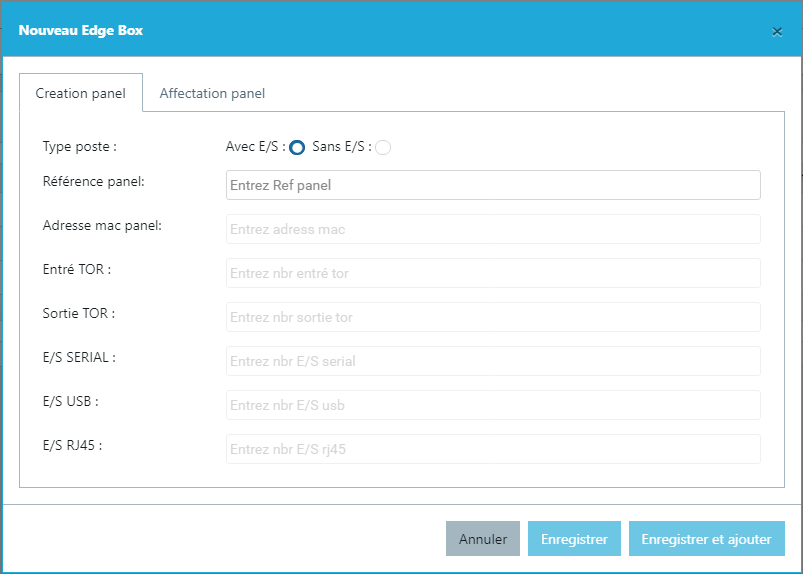 Nouveau Edge Box ×
Creation panel Affectation panel
Type poste : Avec E/S : Sans E/S :
Référence panel: Entrez Ref panel
Adresse mac panel: Entrez adress mac
Entré TOR : Entrez nbr entré tor
Sortie TOR : Entrez nbr sortie tor
E/S SERIAL : Entrez nbr E/S serial
E/S USB : Entrez nbr E/S usb
E/S RJ45 : Entrez nbr E/S rj45
Annuler Enregistrer Enregistrer et ajouter